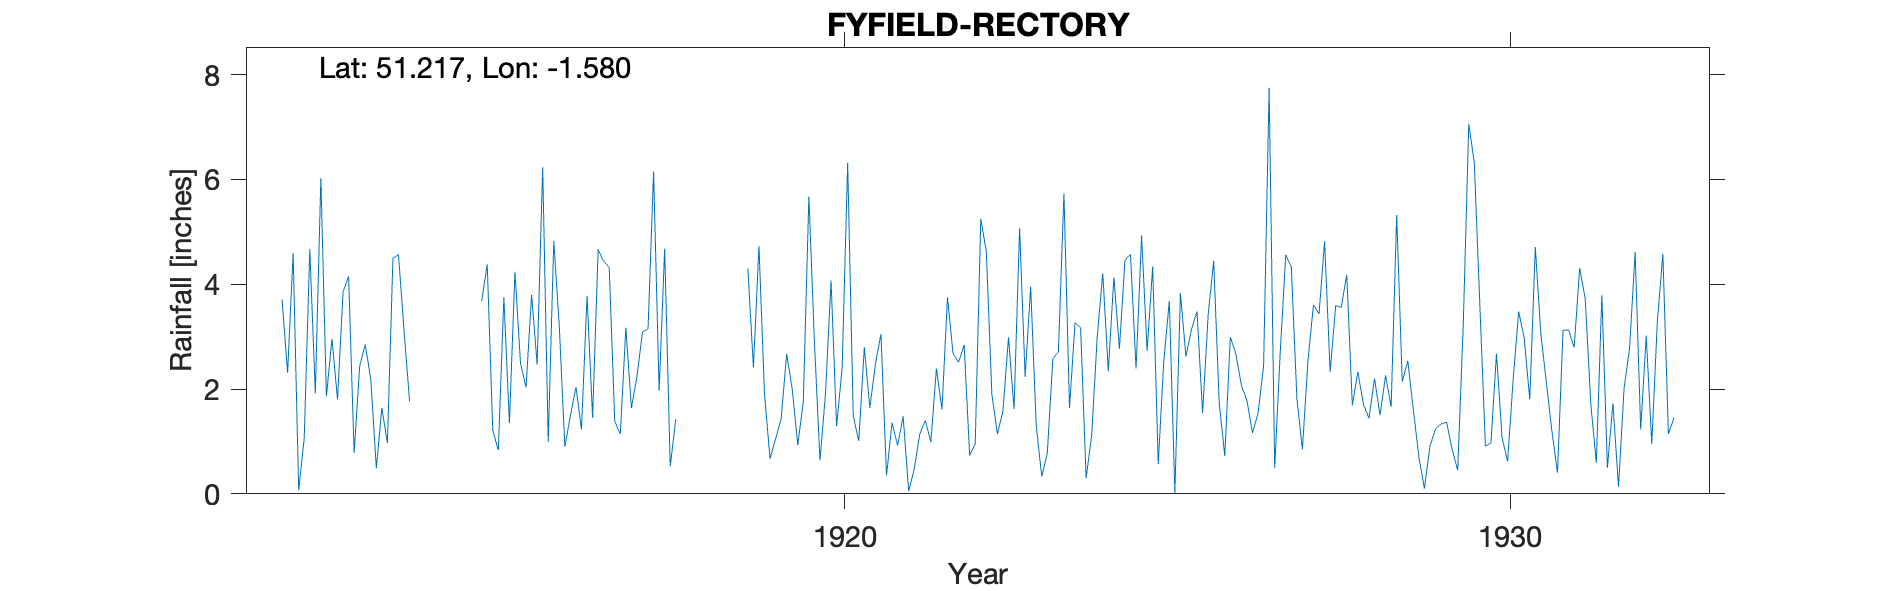 FYFIELD-RECTORY
Lat: 51.217, Lon: -1.580
8
6
4
2
0
Rainfall [inches]
1920
1930
Year